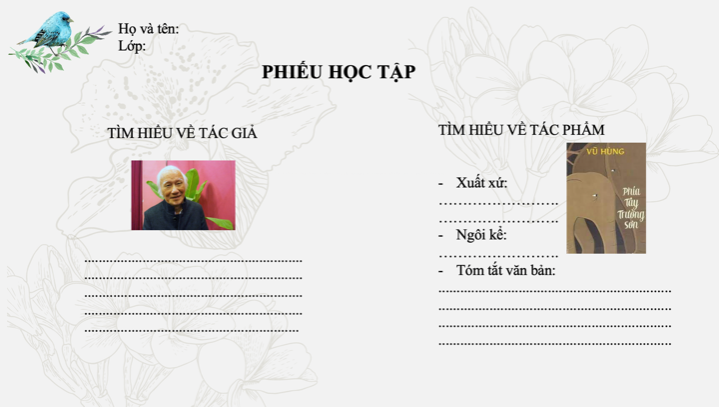 Họ và tên:
Lớp:
PHIẾU HỌC TẬP
TÌM HIỂU VỀ TÁC GIẢ
.......................................................
.......................................................
.......................................................
.......................................................
.......................................................
TÌM HIỂU VỀ TÁC PHẨM
VŨ HÙNG
Phía
Tây
Trường
Sơn
- Xuất xứ:
..............................
..............................
- Ngôi kể:
..............................
- Tóm tắt văn bản:
...........................................................
...........................................................
...........................................................
...........................................................